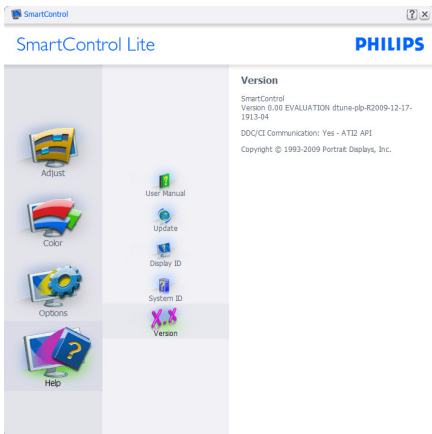 SmartControl
SmartControl Lite
PHILIPS
Adjust
Color
Options
Help
User Manual
Update
Display ID
System ID
Version
Version
SmartControl
Version 0.00 EVALUATION dtune-plp-R2009-12-17-
1913-04
DDC/CI Communication: Yes - ATI2 API
Copyright © 1993-2009 Portrait Displays, Inc.